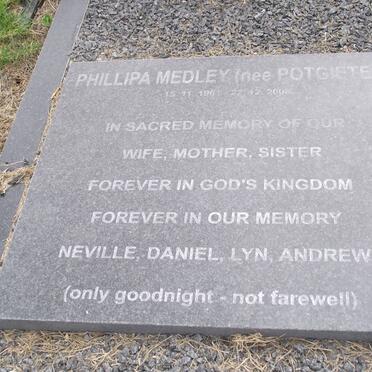 PHILLIPA MEDLEY (nee POTGIETE
IN SACRED MEMORY OF OUR
WIFE, MOTHER, SISTER
FOREVER IN GOD'S KINGDOM
FOREVER IN OUR MEMORY
NEVILLE, DANIEL, LYN, ANDREW
(only goodnight - not farewell)